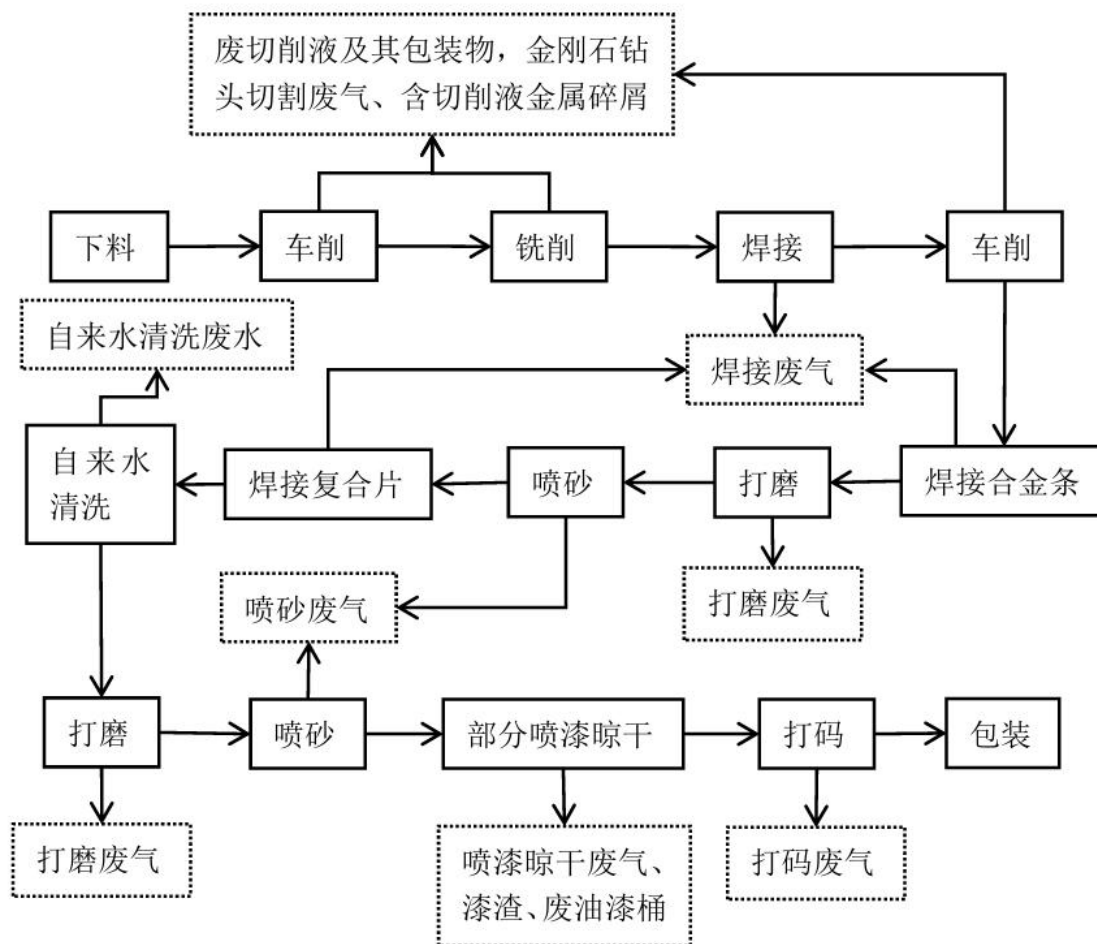 废切削液及其包装物，金刚石钻
头切割废气、含切削液金属碎屑
下料
车削
铣削
焊接
车削
自来水清洗废水
焊接废气
自来水
清洗
焊接复合片
喷砂
打磨
焊接合金条
喷砂废气
打磨废气
打磨
喷砂
部分喷漆晾干
打码
包装
打磨废气
喷漆晾干废气、
漆渣、废油漆桶
打码废气